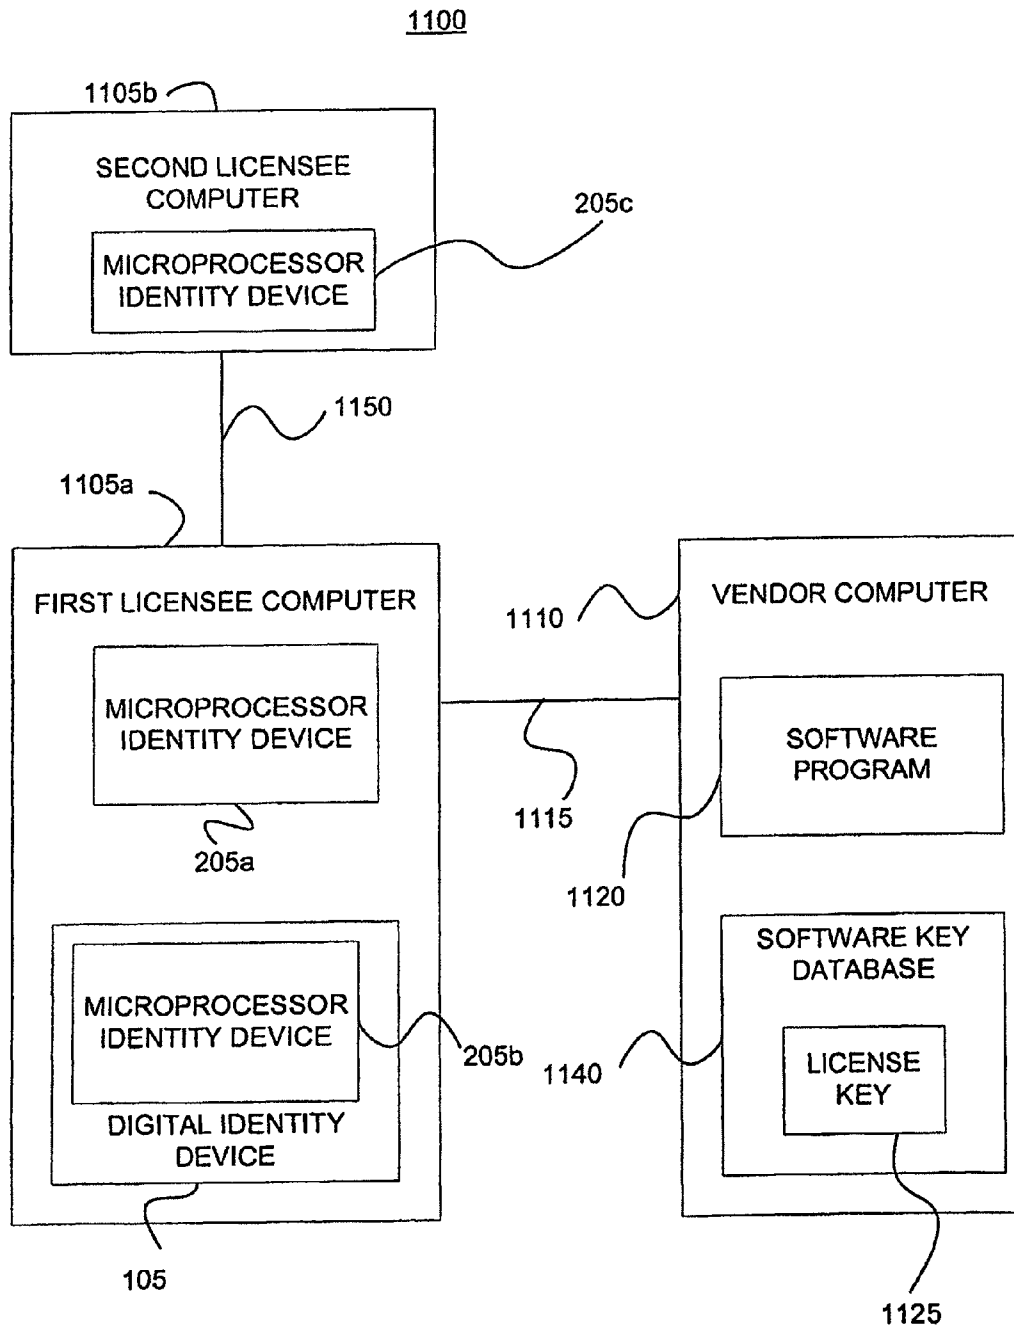 1100
1105b
SECOND LICENSEE
COMPUTER
205c
MICROPROCESSOR
IDENTITY DEVICE
1150
1105a
FIRST LICENSEE COMPUTER
1110
VENDOR COMPUTER
MICROPROCESSOR
IDENTITY DEVICE
SOFTWARE
PROGRAM
1115
205a
1120
SOFTWARE KEY
DATABASE
MICROPROCESSOR
IDENTITY DEVICE
205b
1140
LICENSE
KEY
DIGITAL IDENTITY
DEVICE
105
1125